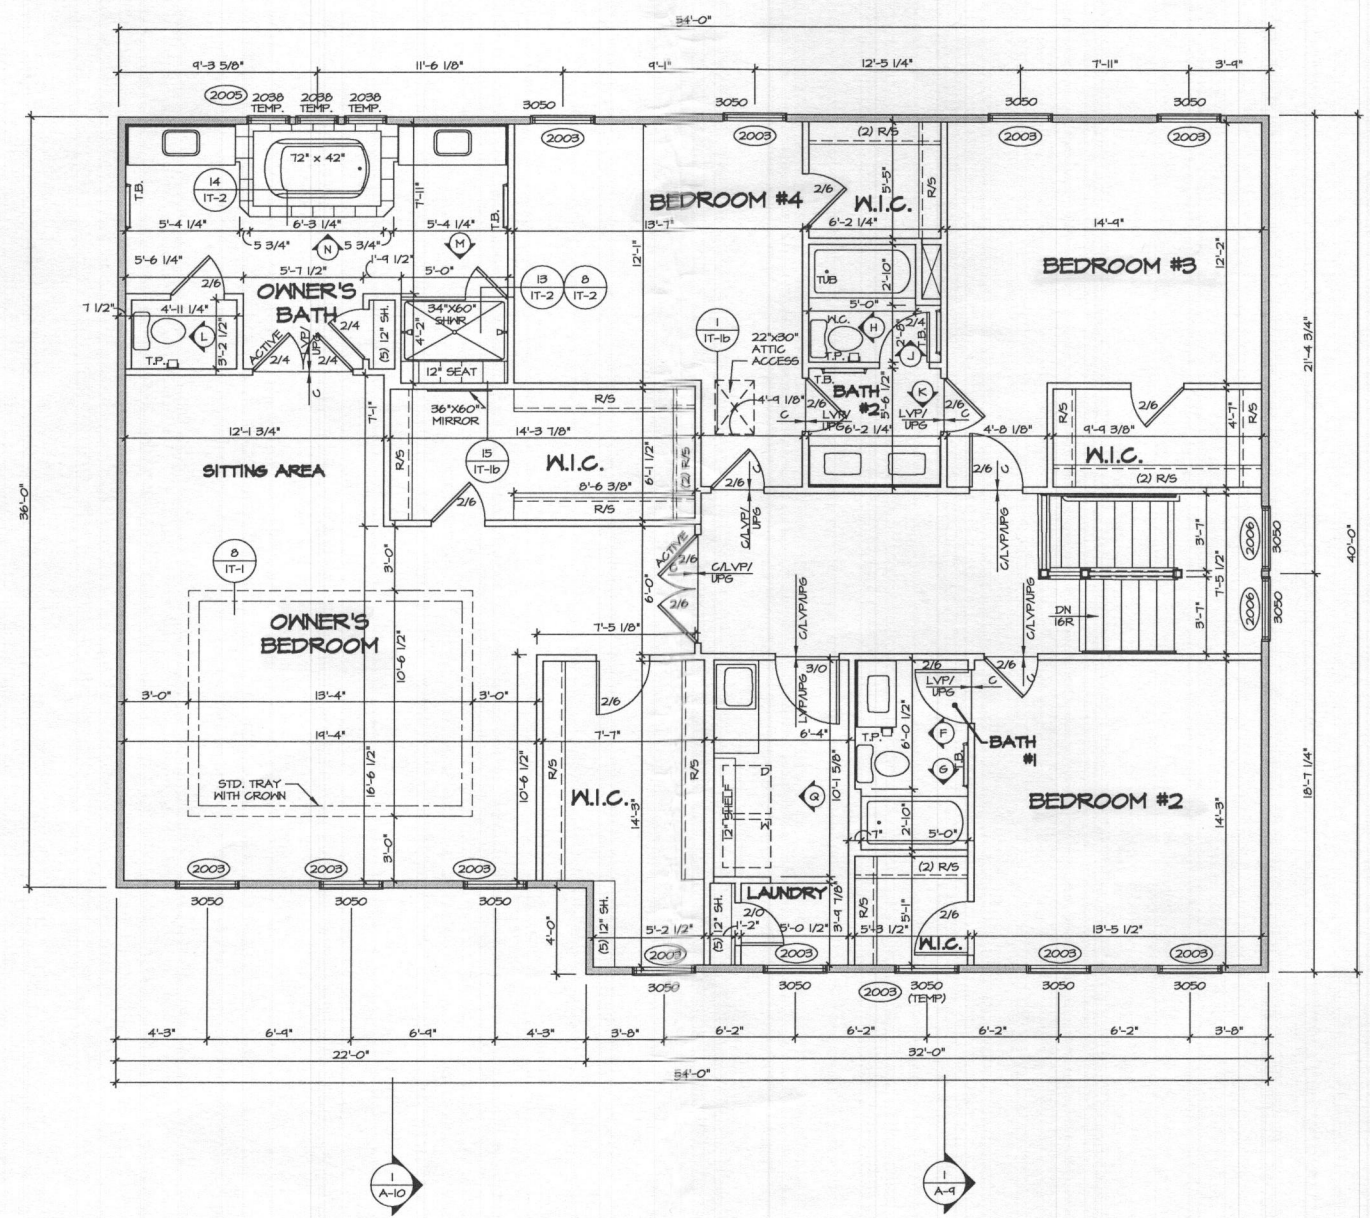 54'-0"
9'-3 5/8" 11'-6 1/8" 9'-1" 12'-5 1/4" 7'-11" 3'-9"
2005 2038 TEMP. 2038 TEMP. 2038 TEMP. 3050 3050 3050 3050
2003 2003 2003 2003
(2) R/S
72" x 42"
14
IT-2
T.B.
7'-11"
BEDROOM #4
2/6
5'-5"
W.I.C.
R/S
T.B.
5'-4 1/4" 6'-3 1/4" 5'-4 1/4" 13'-7" 6'-2 1/4" 14'-9"
5 3/4" N 5 3/4" M
12'-1"
12'-2"
5'-6 1/4" 5'-7 1/2" 1'-9 1/2" 5'-0"
BEDROOM #3
2/6
OWNER'S
BATH
13
IT-2
8
IT-2
TUB
2'-10"
7 1/2" 4'-11 1/4"
34"X60"
SHWR
5'-0"
L
3'-2 1/2"
ACTIVE
LVP/
UPG
2/4
(5) 12" SH.
4'-2"
1
IT-1b
22"x30"
ATTIC
ACCESS
W.C.
H
2/4
2'-8"
T.B.
J
T.P.
2/4 2/4
12" SEAT
T.P.
T.B.
21'-4 3/4"
C
R/S
BATH
#2
K
36"X60"
MIRROR
7'-1"
4'-9 1/8"
2/6
C
LVP/
UPG
5'-6 1/2"
LVP/
UPG
2/6
C
R/S
2/6
4'-7"
R/S
12'-1 3/4" 14'-3 7/8" 6'-2 1/4" 4'-8 1/8" 9'-9 3/8"
SITTING AREA
R/S
15
IT-1b
W.I.C.
6'-1 1/2"
(2) R/S
2/6
C
2/6
C
W.I.C.
(2) R/S
8'-6 3/8"
R/S
2/6
36'-0"
C/LVP/
UPG
C/LVP/UPG
3'-7"
2006
3050
40'-0"
8
IT-1
3'-0"
ACTIVE
2/6
C
C/LVP/
UPG
7'-5 1/2"
6'-0"
2/6
C/LVP/UPG
C/LVP/UPG
DN
16R
3'-7"
2006
3050
OWNER'S
BEDROOM
7'-5 1/8"
10'-6 1/2"
3/0
2/6
LVP/
UPG
C
2/6
C
LVP/UPG
3'-0" 13'-4" 3'-0"
2/6
19'-4" 7'-7" 6'-4"
T.P.
6'-0 1/2"
F
BATH
#1
R/S
R/S
G
T.B.
STD. TRAY
WITH CROWN
16'-6 1/2"
10'-6 1/2"
W.I.C.
14'-3"
12" SHELF
D
W
10'-1 5/8"
Q
BEDROOM #2
14'-3"
18'-7 1/4"
7"
2'-10"
5'-0"
3'-0"
2003 2003 2003
(2) R/S
3050 3050 3050
LAUNDRY
4'-0"
(5) 12" SH.
(5) 12" SH.
2/0
3'-9 7/8"
R/S
5'-1"
2/6
5'-2 1/2" 1'-2" 5'-0 1/2" 5'-3 1/2" 13'-5 1/2"
W.I.C.
2003 2003 2003 2003
3050 3050 2003 3050 3050 3050
(TEMP)
4'-3" 6'-9" 6'-9" 4'-3" 3'-8" 6'-2" 6'-2" 6'-2" 6'-2" 3'-8"
22'-0" 32'-0"
54'-0"
1
A-10
1
A-9